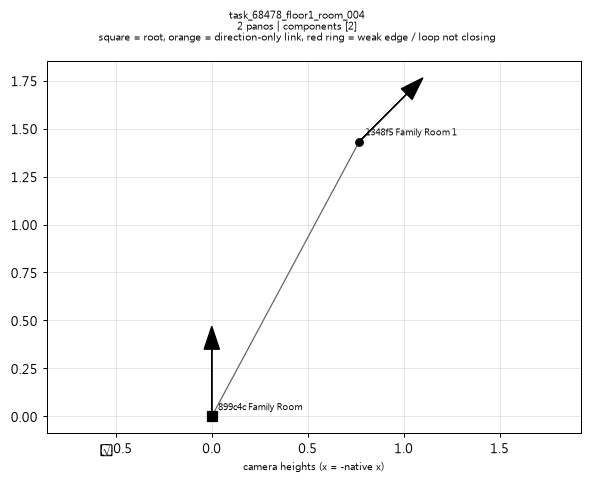 task_68478_floor1_room_004
2 panos | components [2]
square = root, orange = direction-only link, red ring = weak edge / loop not closing
1.75
1.50
1.25
1.00
0.75
0.50
0.25
0.00
1348f5 Family Room 1
899c4c Family Room
√0.5 0.0 0.5 1.0 1.5
camera heights (x = -native x)